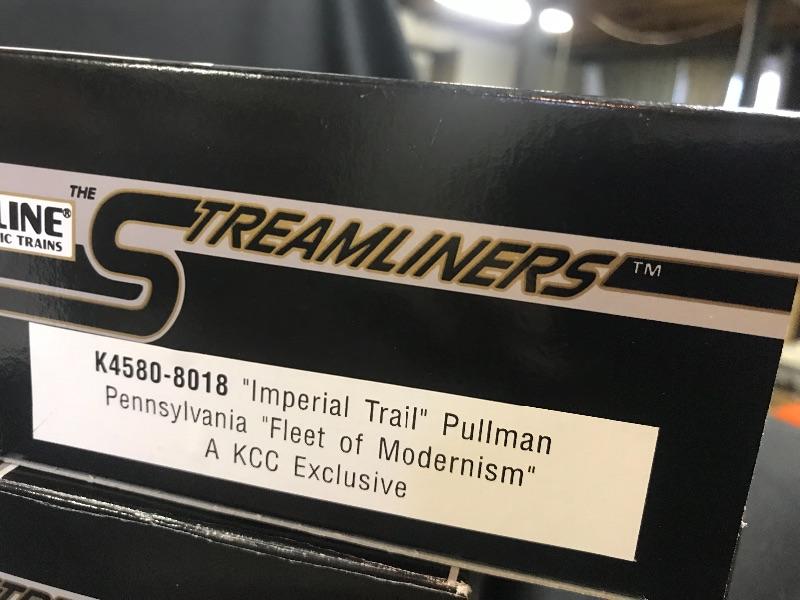 THE
LINE®
IC TRAINS
STREAMLINERS™
K4580-8018 "Imperial Trail" Pullman
Pennsylvania "Fleet of Modernism"
A KCC Exclusive